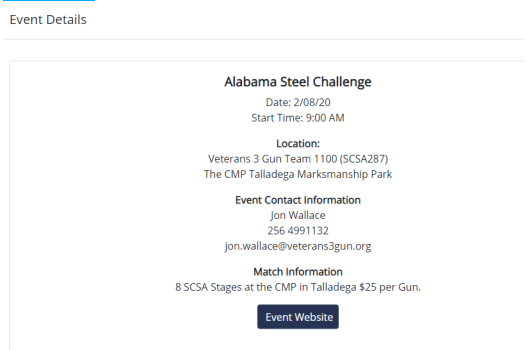 Event Details
Alabama Steel Challenge
Date: 2/08/20
Start Time: 9:00 AM
Location:
Veterans 3 Gun Team 1100 (SCSA287)
The CMP Talladega Marksmanship Park
Event Contact Information
Jon Wallace
256 4991132
jon.wallace@veterans3gun.org
Match Information
8 SCSA Stages at the CMP in Talladega $25 per Gun.
Event Website